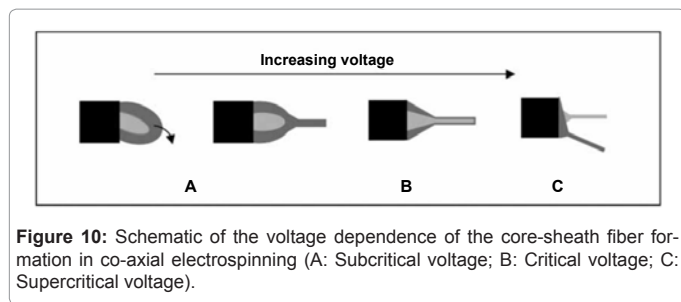 Increasing voltage
A B C
Figure 10: Schematic of the voltage dependence of the core-sheath fiber for-
mation in co-axial electrospinning (A: Subcritical voltage; B: Critical voltage; C:
Supercritical voltage).